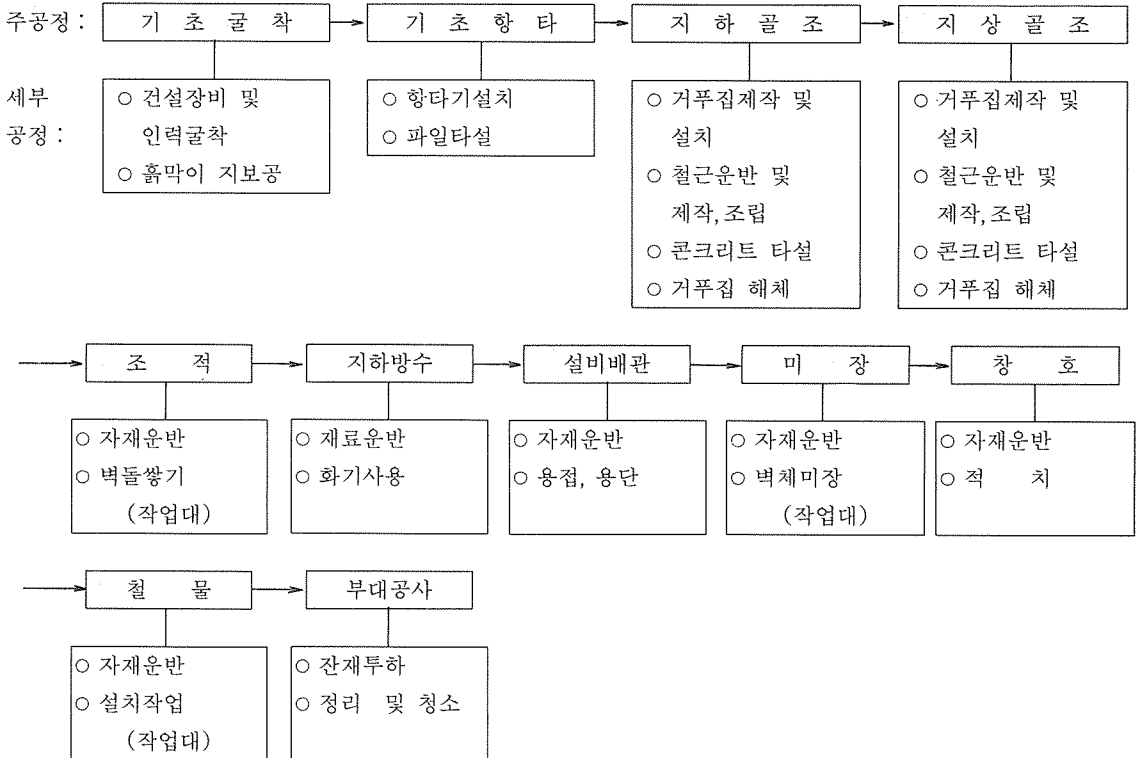 주공정 : 기 초 굴 착 기 초 항 타 지 하 골 조 지 상 골 조
세부
공정 :
○ 건설장비 및
인력굴착
○ 흙막이 지보공
○ 항타기설치
○ 파일타설
○ 거푸집제작 및
설치
○ 철근운반 및
제작, 조립
○ 콘크리트 타설
○ 거푸집 해체
○ 거푸집제작 및
설치
○ 철근운반 및
제작, 조립
○ 콘크리트 타설
○ 거푸집 해체
조 적 지하방수 설비배관 미 장 창 호
○ 자재운반
○ 벽돌쌓기
(작업대)
○ 재료운반
○ 화기사용
○ 자재운반
○ 용접, 용단
○ 자재운반
○ 벽체미장
(작업대)
○ 자재운반
○ 적 치
철 물 부대공사
○ 자재운반
○ 설치작업
(작업대)
○ 잔재투하
○ 정리 및 청소